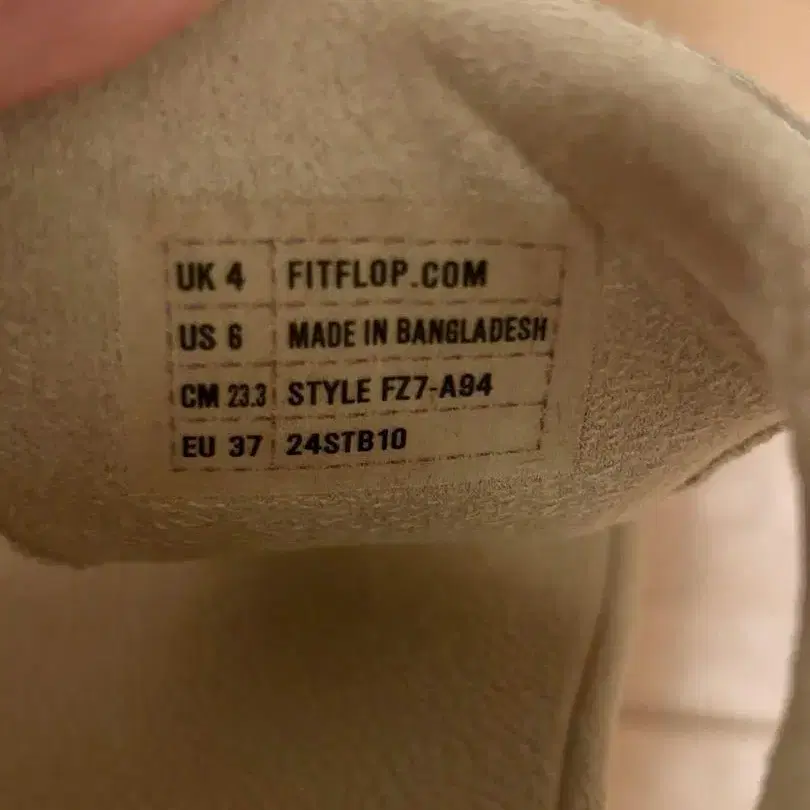 UK 4 FITFLOP.COM
US 6 MADE IN BANGLADESH
CM 23.3 STYLE FZ7-A94
EU 37 24STB10